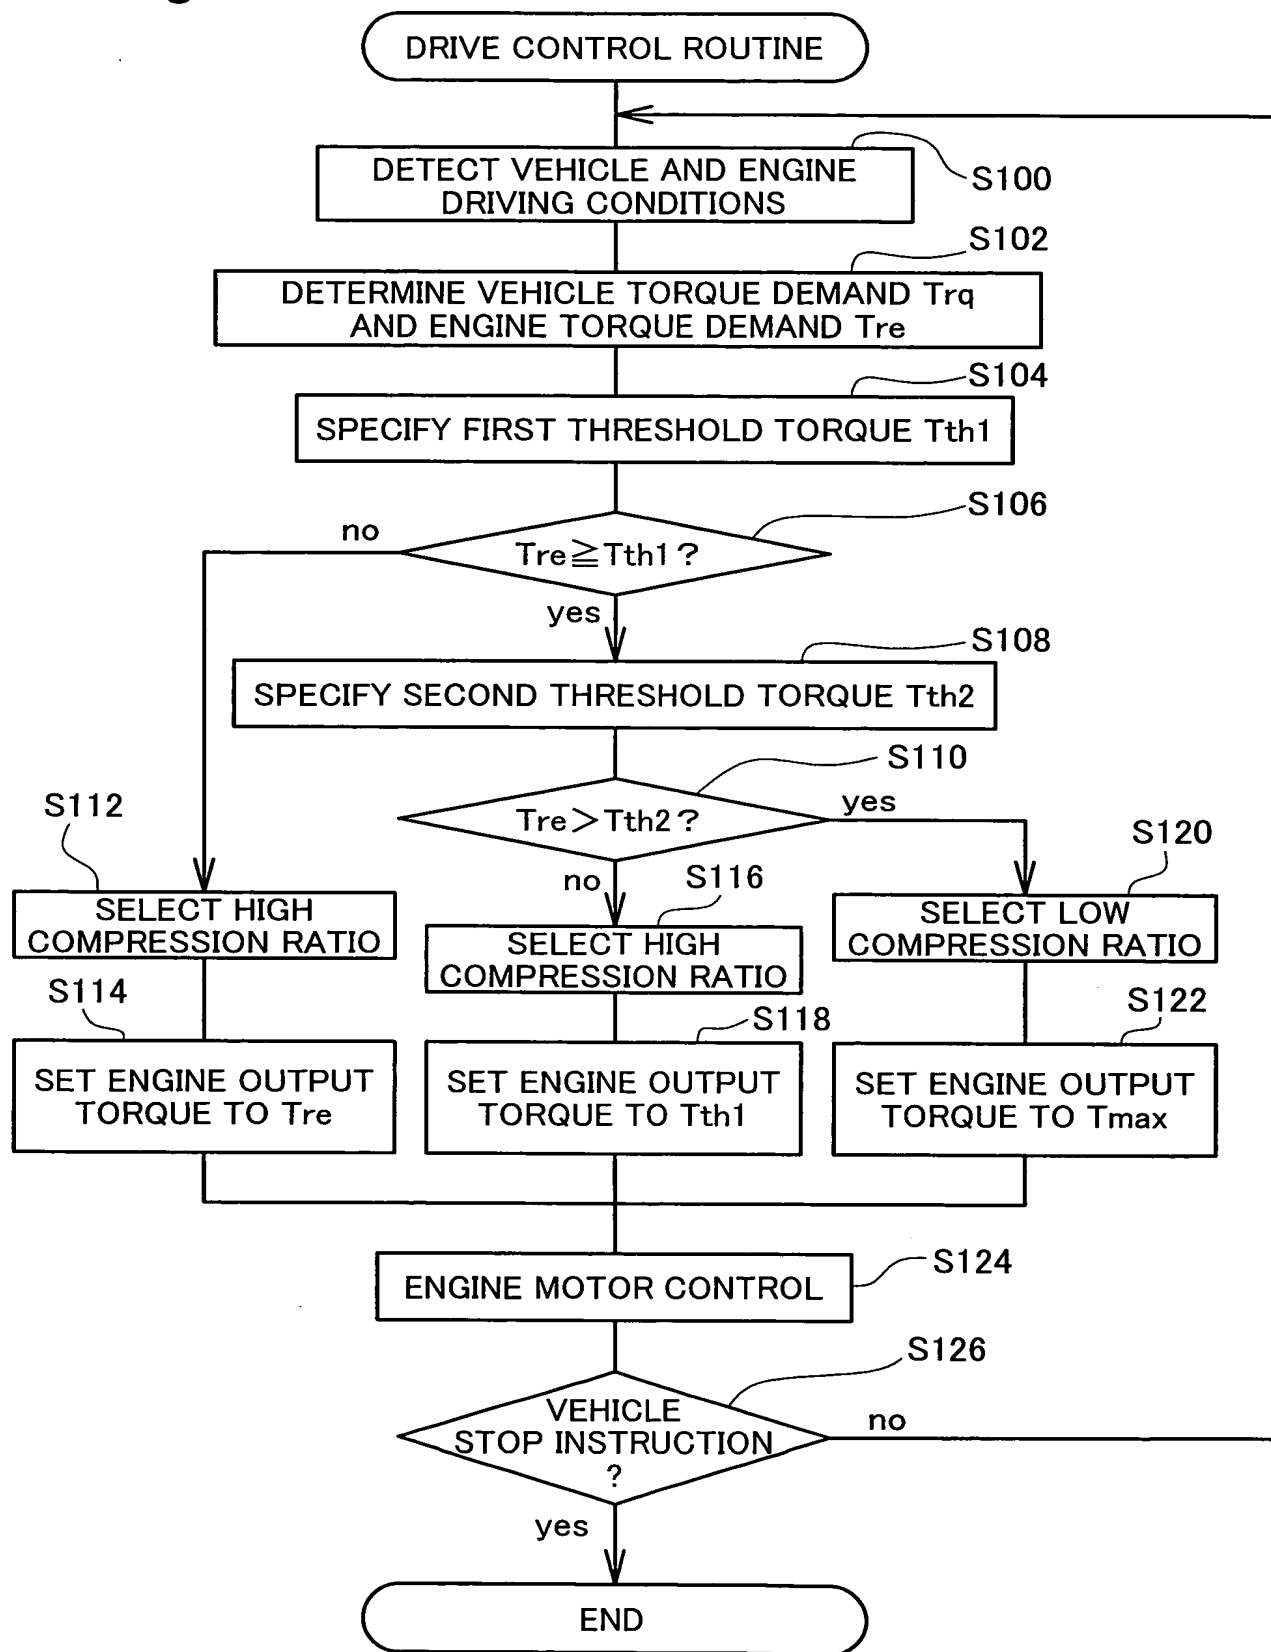 DRIVE CONTROL ROUTINE
DETECT VEHICLE AND ENGINE
DRIVING CONDITIONS
S100
S102
DETERMINE VEHICLE TORQUE DEMAND Trq
AND ENGINE TORQUE DEMAND Tre
S104
SPECIFY FIRST THRESHOLD TORQUE Tth1
S106
no
Tre≧Tth1?
yes
S108
SPECIFY SECOND THRESHOLD TORQUE Tth2
S110
Tre>Tth2?
yes
no
S112
SELECT HIGH
COMPRESSION RATIO
S114
SET ENGINE OUTPUT
TORQUE TO Tre
S116
SELECT HIGH
COMPRESSION RATIO
S118
SET ENGINE OUTPUT
TORQUE TO Tth1
S120
SELECT LOW
COMPRESSION RATIO
S122
SET ENGINE OUTPUT
TORQUE TO Tmax
S124
ENGINE MOTOR CONTROL
S126
VEHICLE
STOP INSTRUCTION
?
no
yes
END